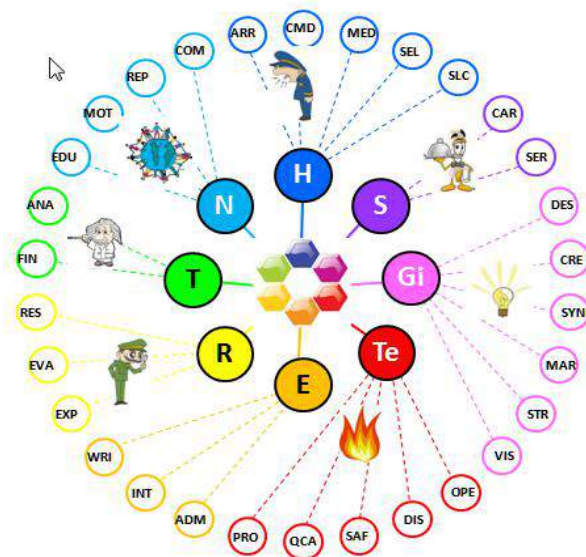 ARR
CMD
MED
COM
SEL
REP
SLC
MOT
CAR
EDU
H
SER
N
S
ANA
DES
FIN
T
Gi
CRE
RES
SYN
EVA
R
Te
MAR
EXP
E
STR
WRI
VIS
INT
OPE
ADM
DIS
PRO
QCA
SAF